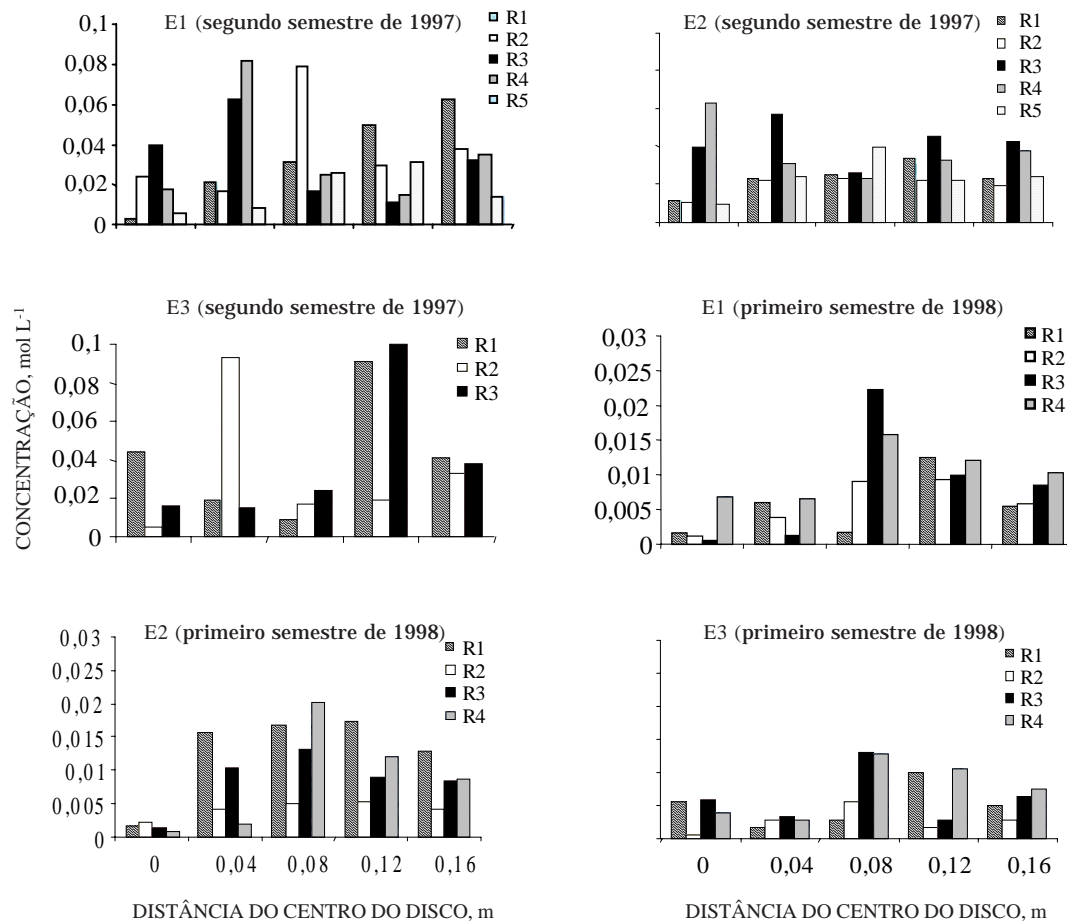 E1 (segundo semestre de 1997)
0,1
0,08
0,06
0,04
0,02
0
R1
R2
R3
R4
R5
E2 (segundo semestre de 1997)
R1
R2
R3
R4
R5
CONCENTRAÇÃO, mol L⁻¹
E3 (segundo semestre de 1997)
0,1
0,08
0,06
0,04
0,02
0
R1
R2
R3
E1 (primeiro semestre de 1998)
0,03
0,025
0,02
0,015
0,01
0,005
0
R1
R2
R3
R4
E2 (primeiro semestre de 1998)
0,03
0,025
0,02
0,015
0,01
0,005
0
R1
R2
R3
R4
0 0,04 0,08 0,12 0,16
DISTÂNCIA DO CENTRO DO DISCO, m
E3 (primeiro semestre de 1998)
R1
R2
R3
R4
0 0,04 0,08 0,12 0,16
DISTÂNCIA DO CENTRO DO DISCO, m